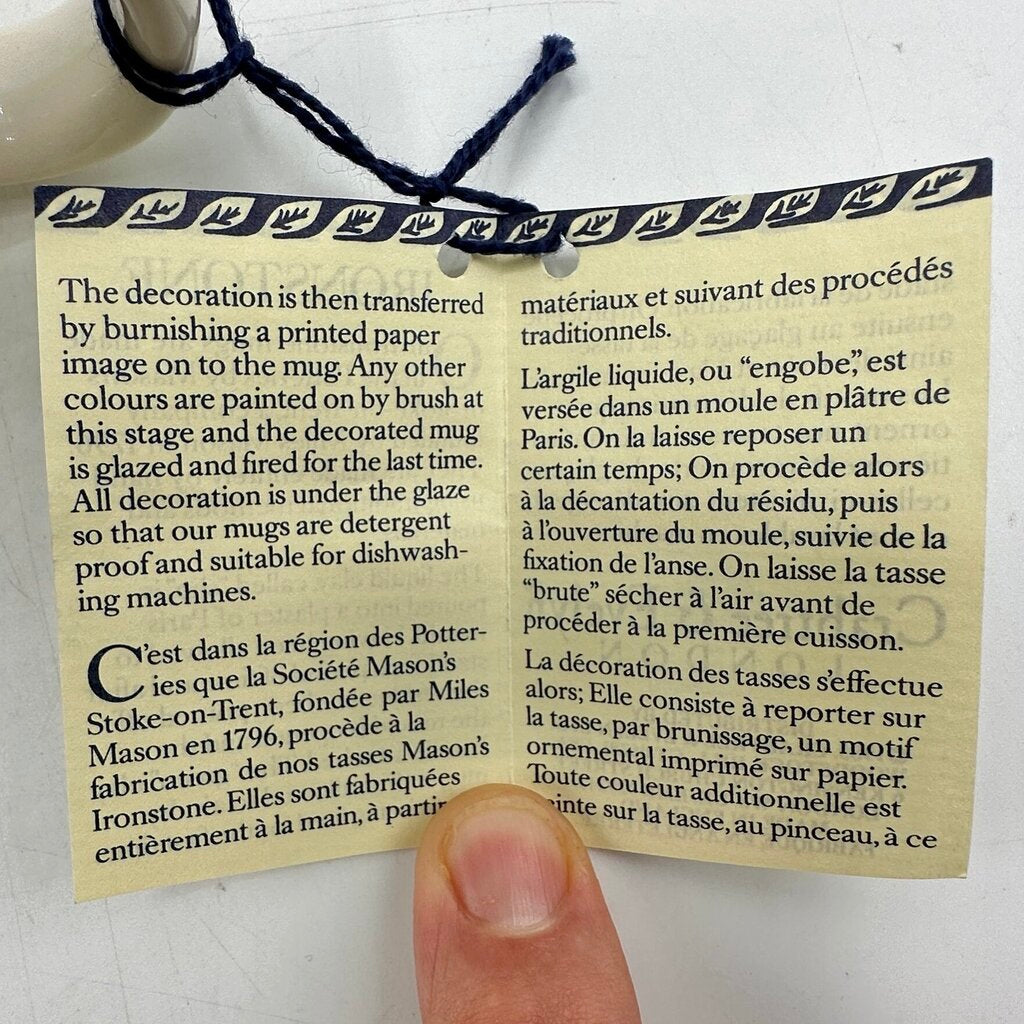 The decoration is then transferred
by burnishing a printed paper
image on to the mug. Any other
colours are painted on by brush at
this stage and the decorated mug
is glazed and fired for the last time.
All decoration is under the glaze
so that our mugs are detergent
proof and suitable for dishwash-
ing machines.
C'est dans la région des Potter-
ies que la Société Mason's
Stoke-on-Trent, fondée par Miles
Mason en 1796, procède à la
fabrication de nos tasses Mason's
Ironstone. Elles sont fabriquées
entièrement à la main, à partir
matériaux et suivant des procédés
traditionnels.
L'argile liquide, ou "engobe", est
versée dans un moule en plâtre de
Paris. On la laisse reposer un
certain temps; On procède alors
à la décantation du résidu, puis
à l'ouverture du moule, suivie de la
fixation de l'anse. On laisse la tasse
"brute" sécher à l'air avant de
procéder à la première cuisson.
La décoration des tasses s'effectue
alors; Elle consiste à reporter sur
la tasse, par brunissage, un motif
ornemental imprimé sur papier.
Toute couleur additionnelle est
sur la tasse, au pinceau, à ce